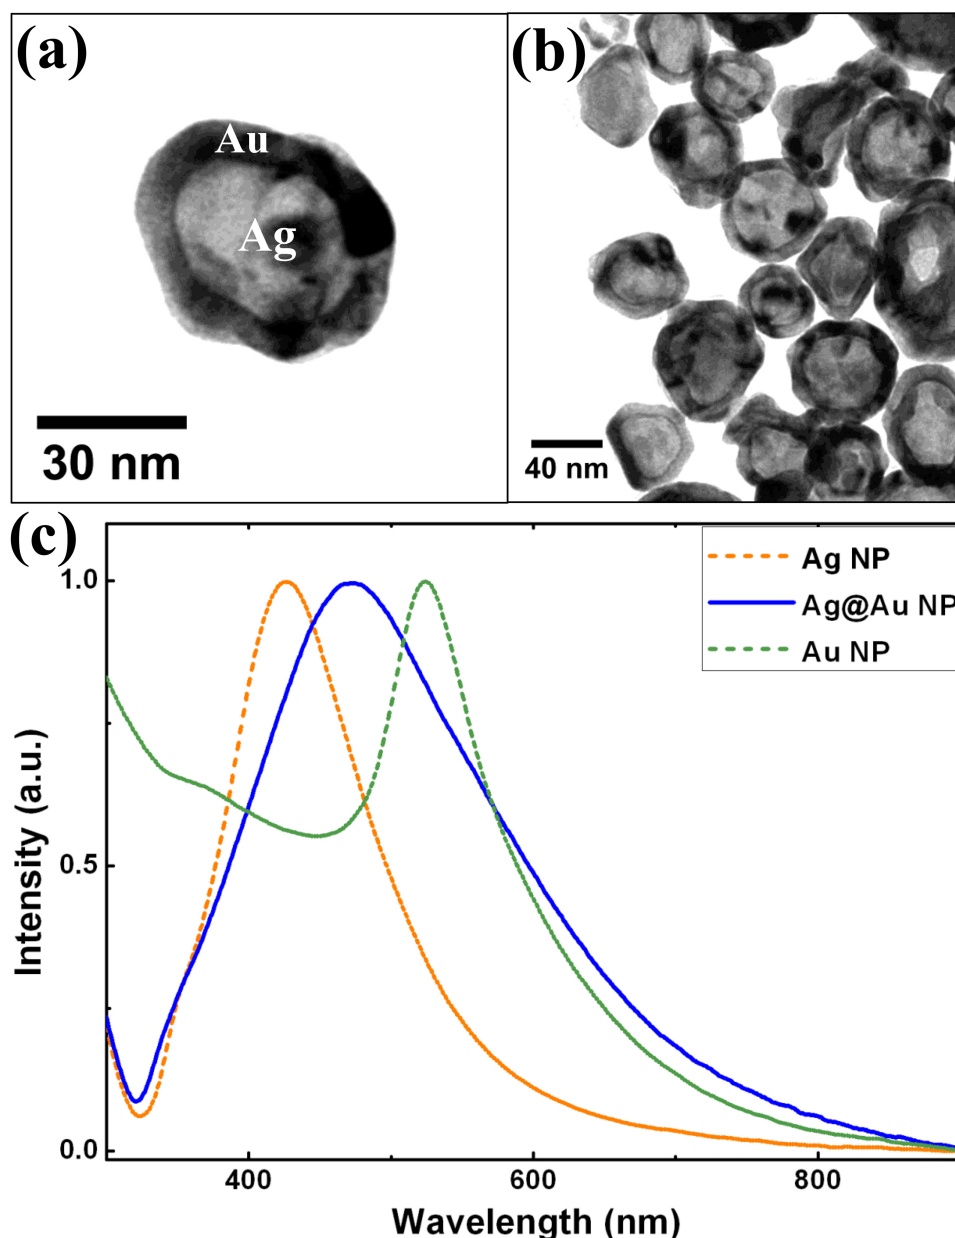 (a)
Au
Ag
30 nm
(b)
40 nm
(c)
Ag NP
Ag@Au NP
Au NP
1.0
0.5
0.0
Intensity (a.u.)
400
600
800
Wavelength (nm)